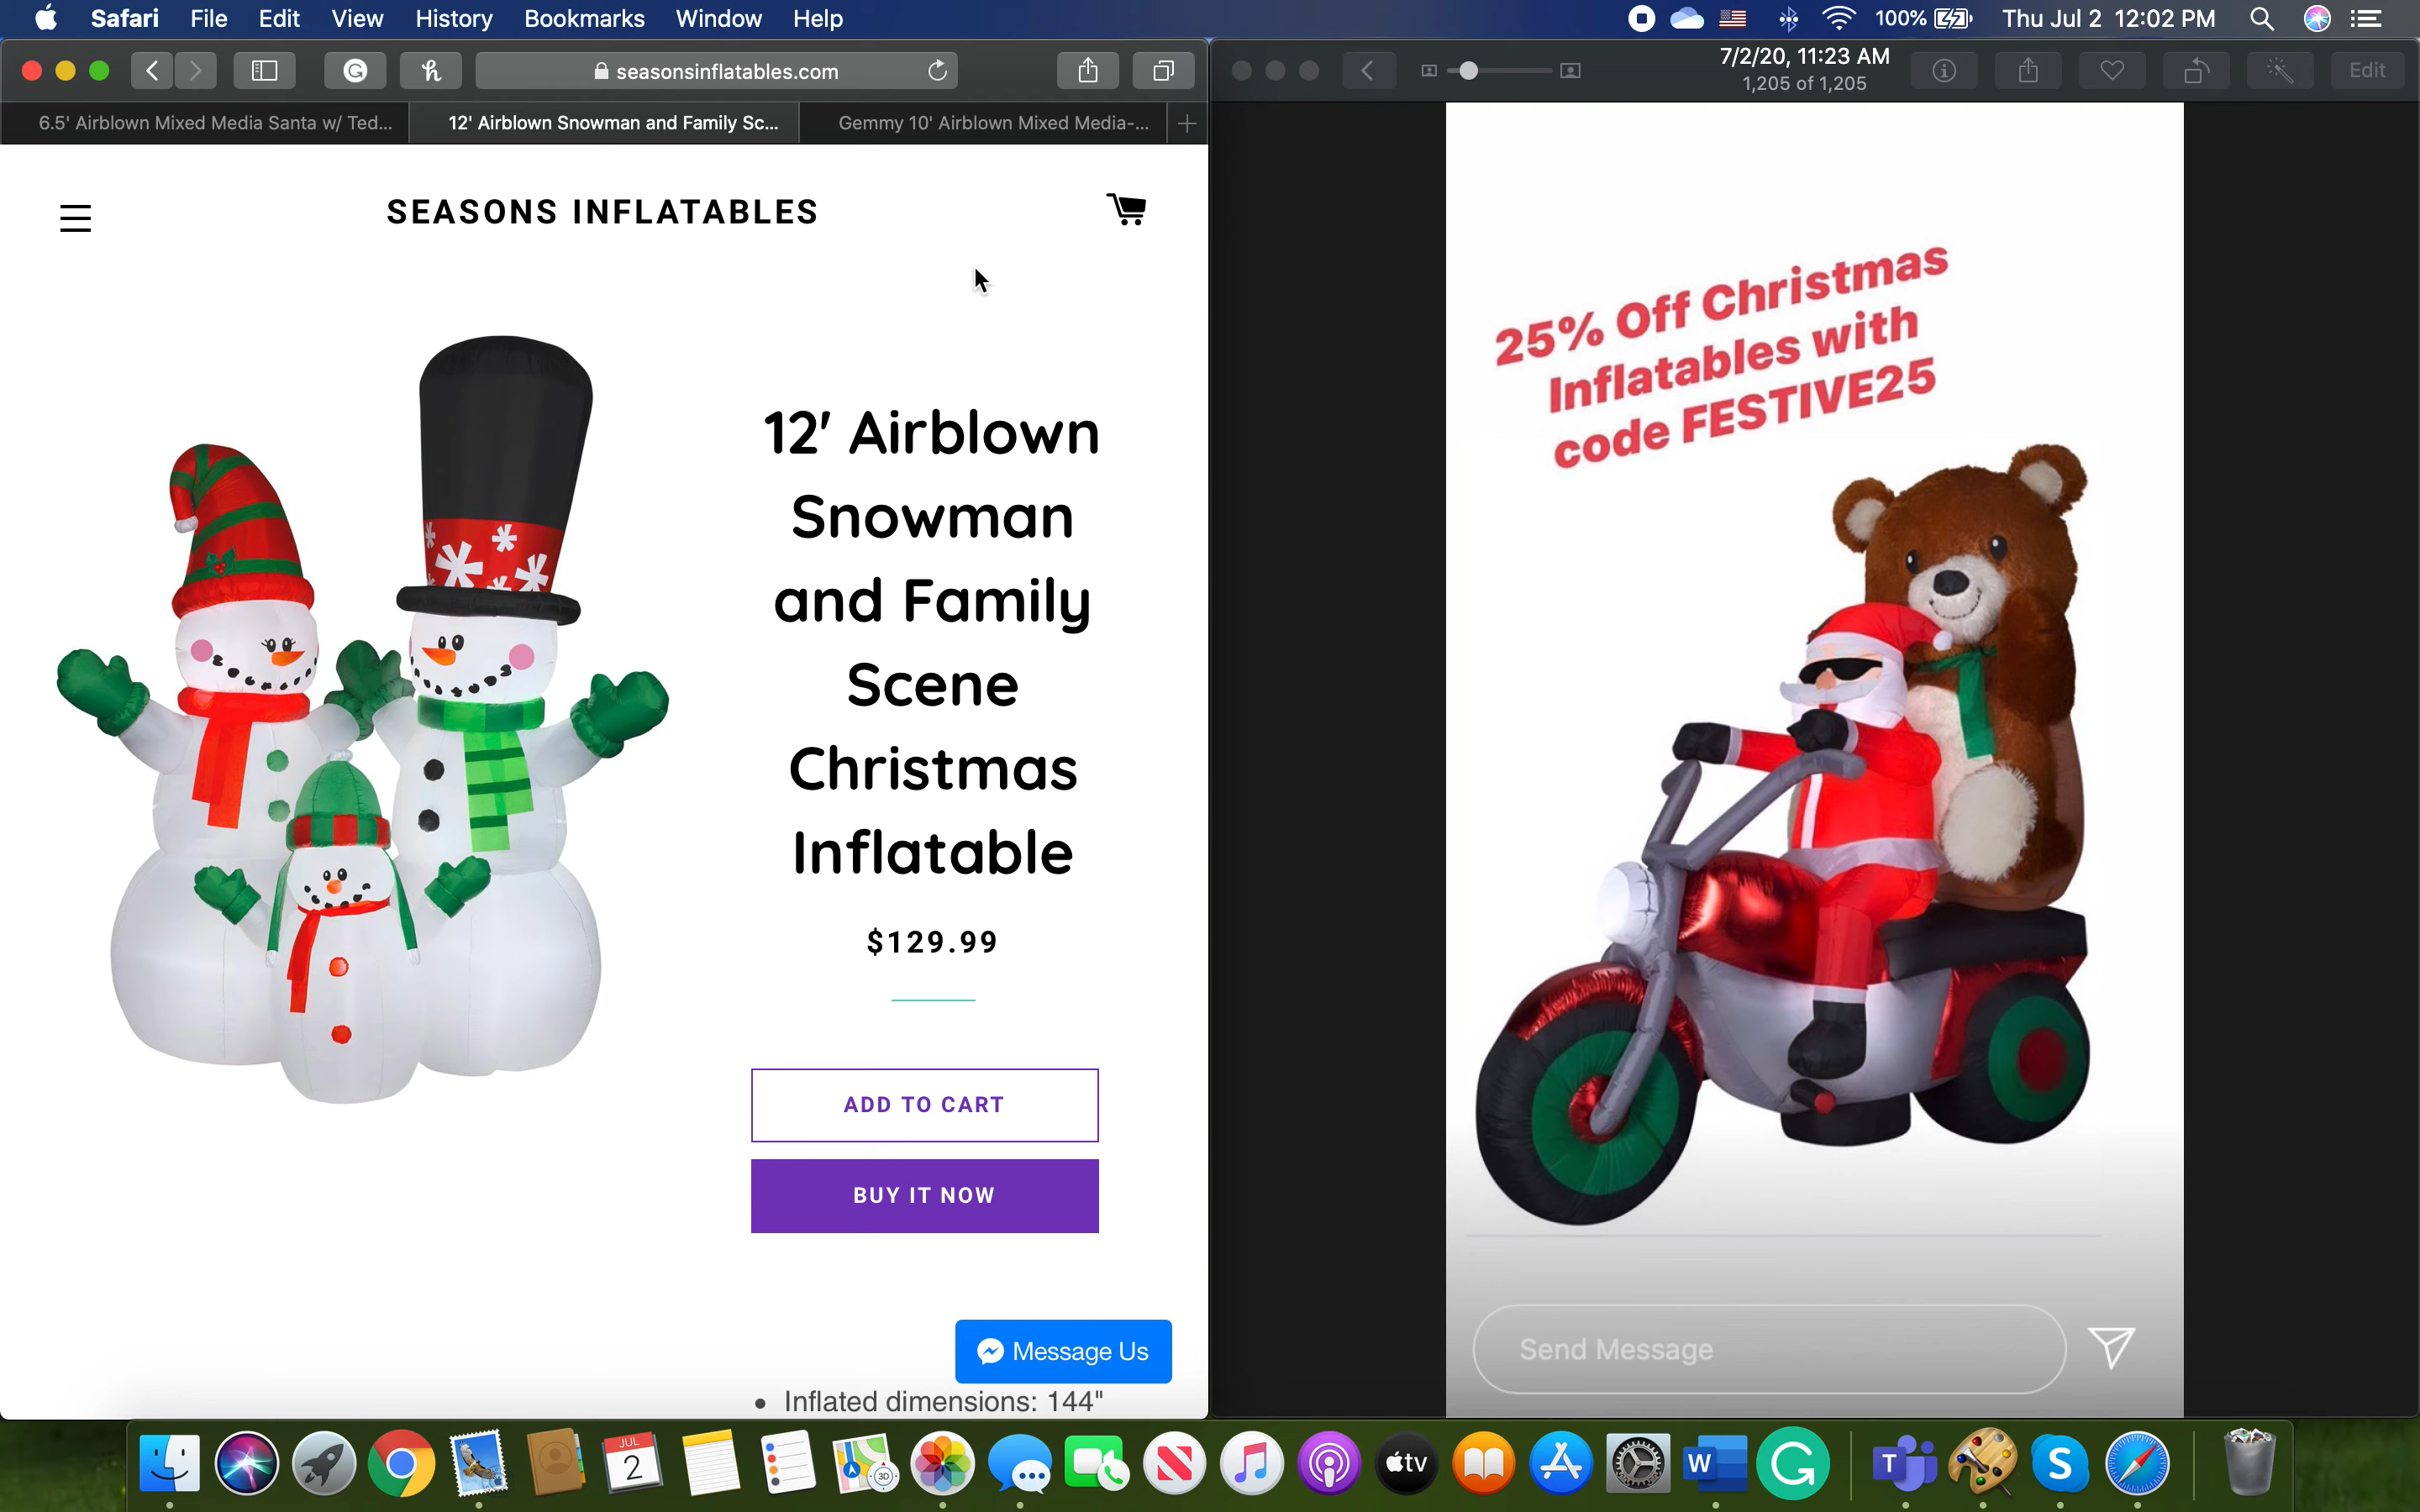 Safari File Edit View History Bookmarks Window Help
100% Thu Jul 2 12:02 PM
seasonsinflatables.com
6.5' Airblown Mixed Media Santa w/ Ted...
12' Airblown Snowman and Family Sc...
Gemmy 10' Airblown Mixed Media-...
SEASONS INFLATABLES
12' Airblown
Snowman
and Family
Scene
Christmas
Inflatable
$129.99
ADD TO CART
BUY IT NOW
Message Us
Inflated dimensions: 144"
7/2/20, 11:23 AM
1,205 of 1,205
Edit
25% Off Christmas
Inflatables with
code FESTIVE25
Send Message
JUL
2
3D
tv
W
T
S